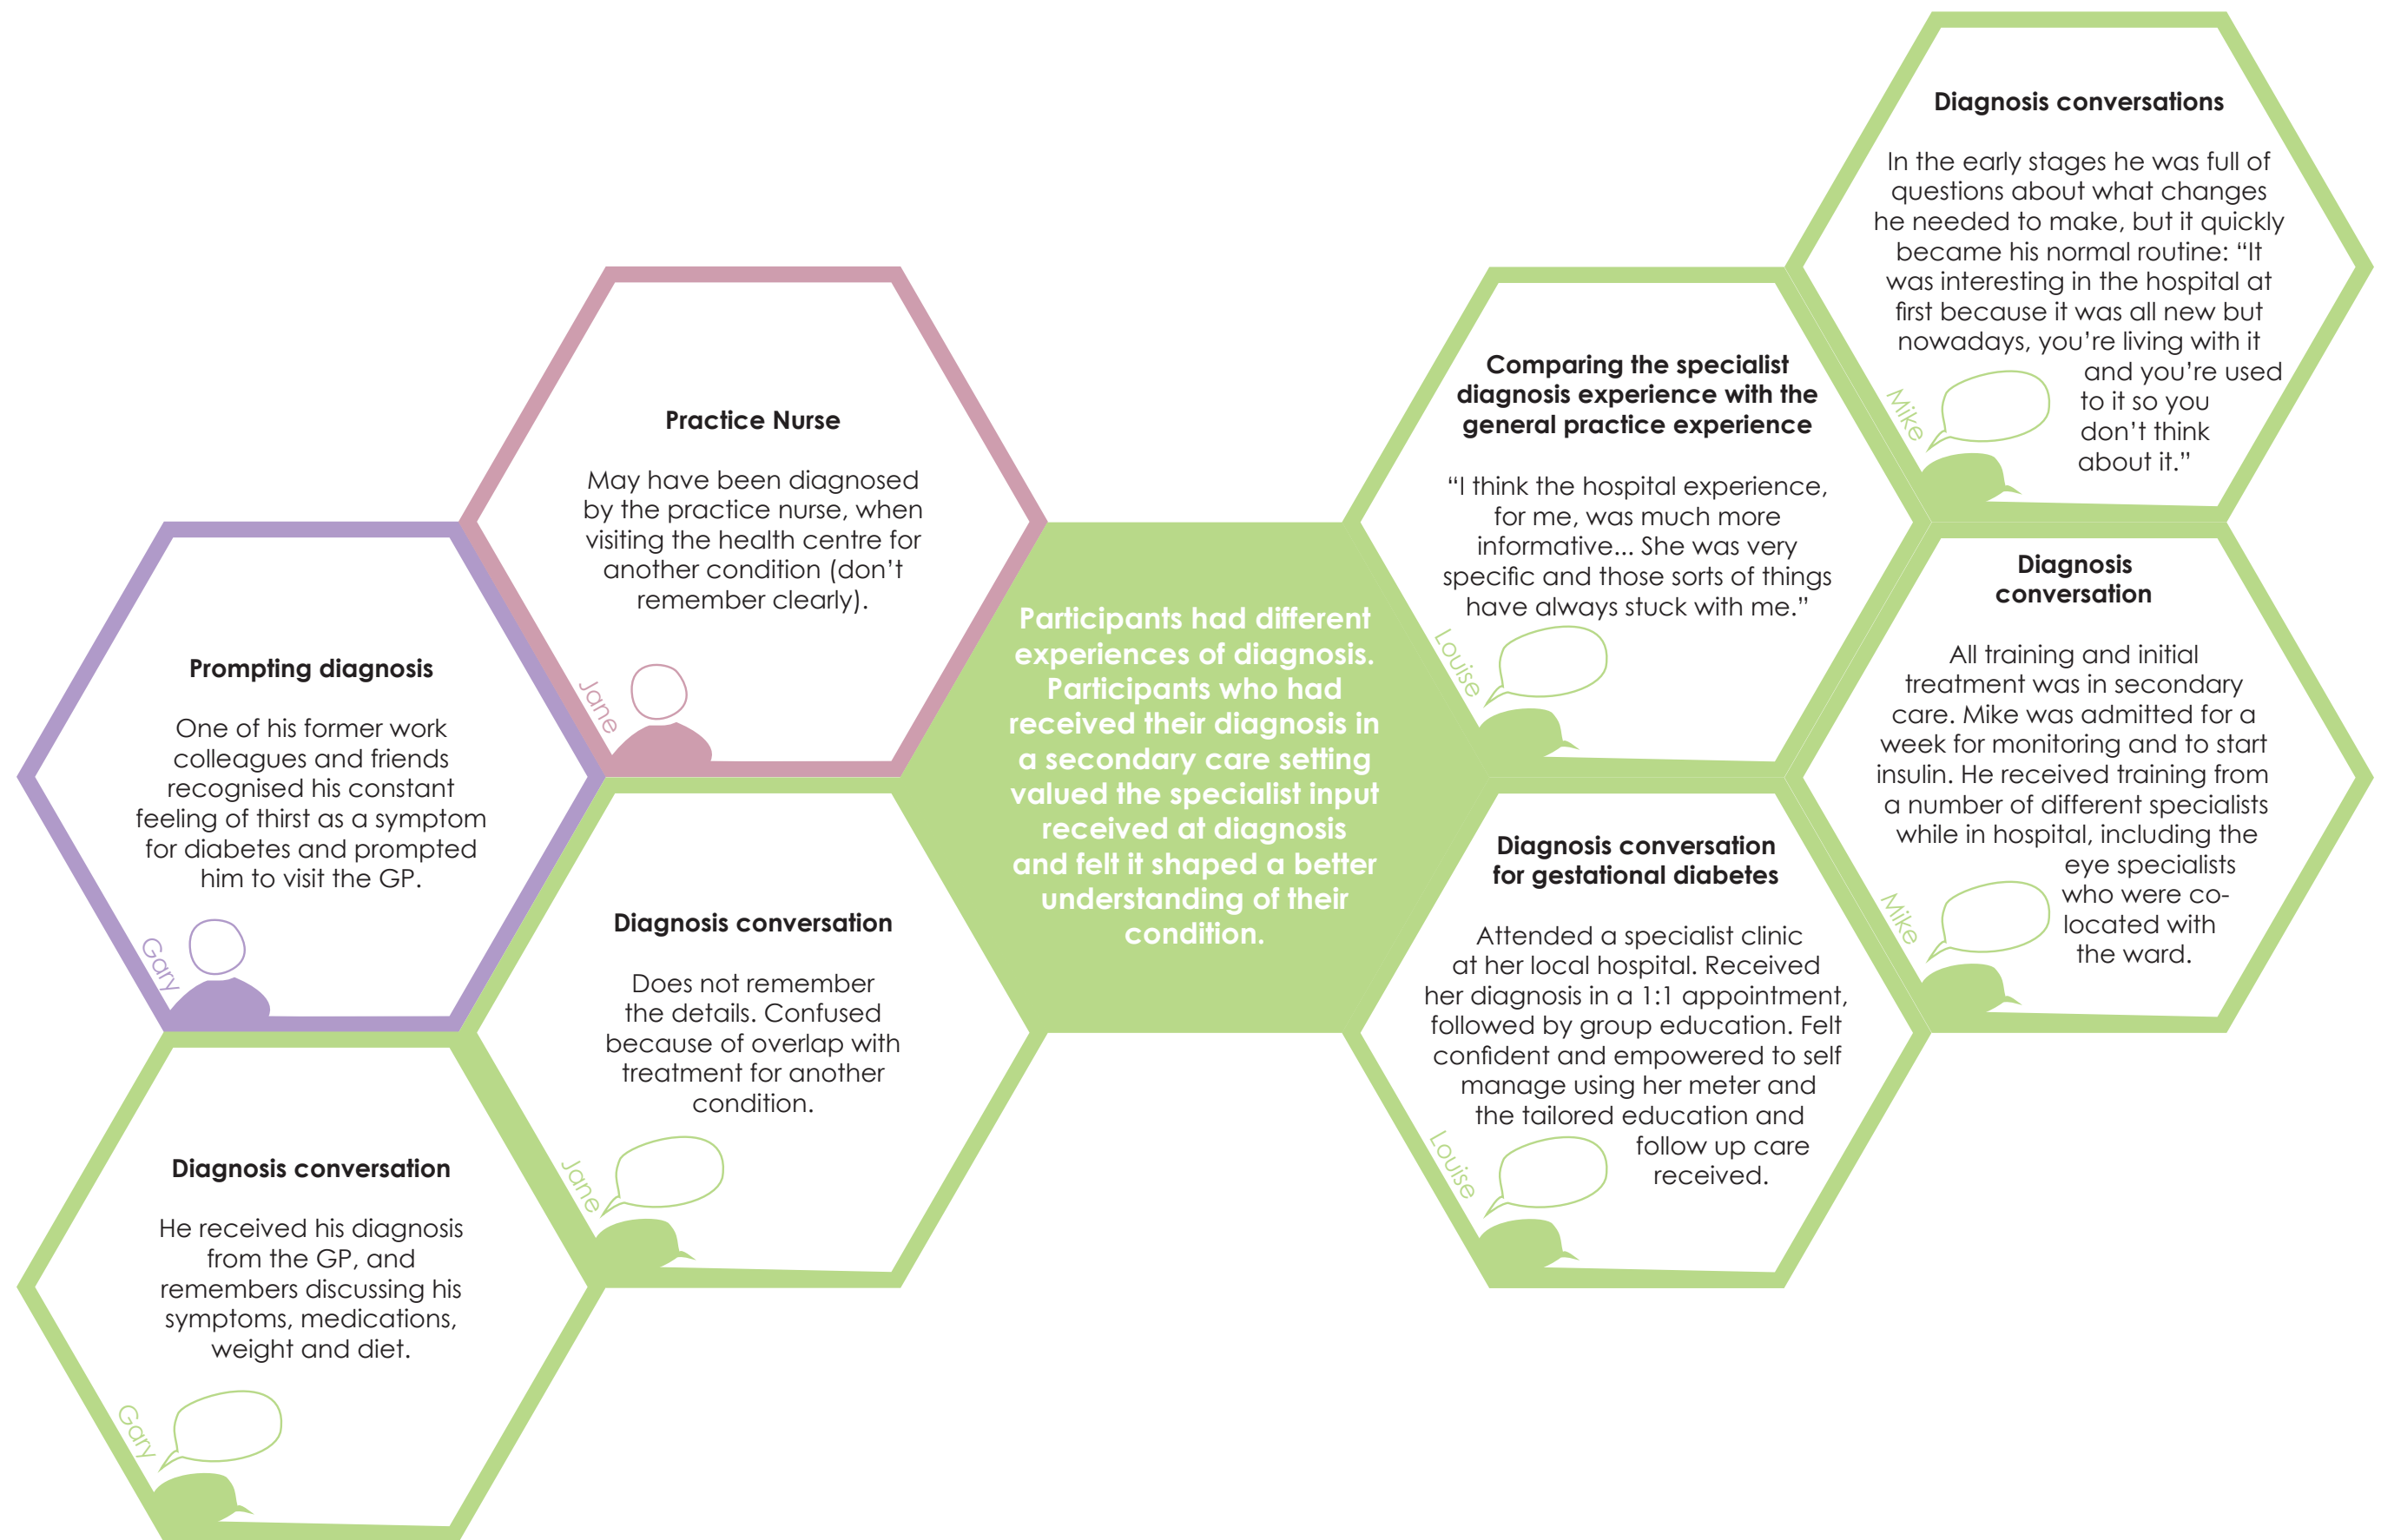 Prompting diagnosis
One of his former work
colleagues and friends
recognised his constant
feeling of thirst as a symptom
for diabetes and prompted
him to visit the GP.
Gary
Diagnosis conversation
He received his diagnosis
from the GP, and
remembers discussing his
symptoms, medications,
weight and diet.
Gary
Practice Nurse
May have been diagnosed
by the practice nurse, when
visiting the health centre for
another condition (don't
remember clearly).
Jane
Diagnosis conversation
Does not remember
the details. Confused
because of overlap with
treatment for another
condition.
Jane
Participants had different
experiences of diagnosis.
Participants who had
received their diagnosis in
a secondary care setting
valued the specialist input
received at diagnosis
and felt it shaped a better
understanding of their
condition.
Comparing the specialist
diagnosis experience with the
general practice experience
“I think the hospital experience,
for me, was much more
informative... She was very
specific and those sorts of things
have always stuck with me.”
Louise
Diagnosis conversation
for gestational diabetes
Attended a specialist clinic
at her local hospital. Received
her diagnosis in a 1:1 appointment,
followed by group education. Felt
confident and empowered to self
manage using her meter and
the tailored education and
follow up care
received.
Louise
Diagnosis conversations
In the early stages he was full of
questions about what changes
he needed to make, but it quickly
became his normal routine: “It
was interesting in the hospital at
first because it was all new but
nowadays, you’re living with it
and you’re used
to it so you
don’t think
about it.”
Mike
Diagnosis
conversation
All training and initial
treatment was in secondary
care. Mike was admitted for a
week for monitoring and to start
insulin. He received training from
a number of different specialists
while in hospital, including the
eye specialists
who were co-
located with
the ward.
Mike